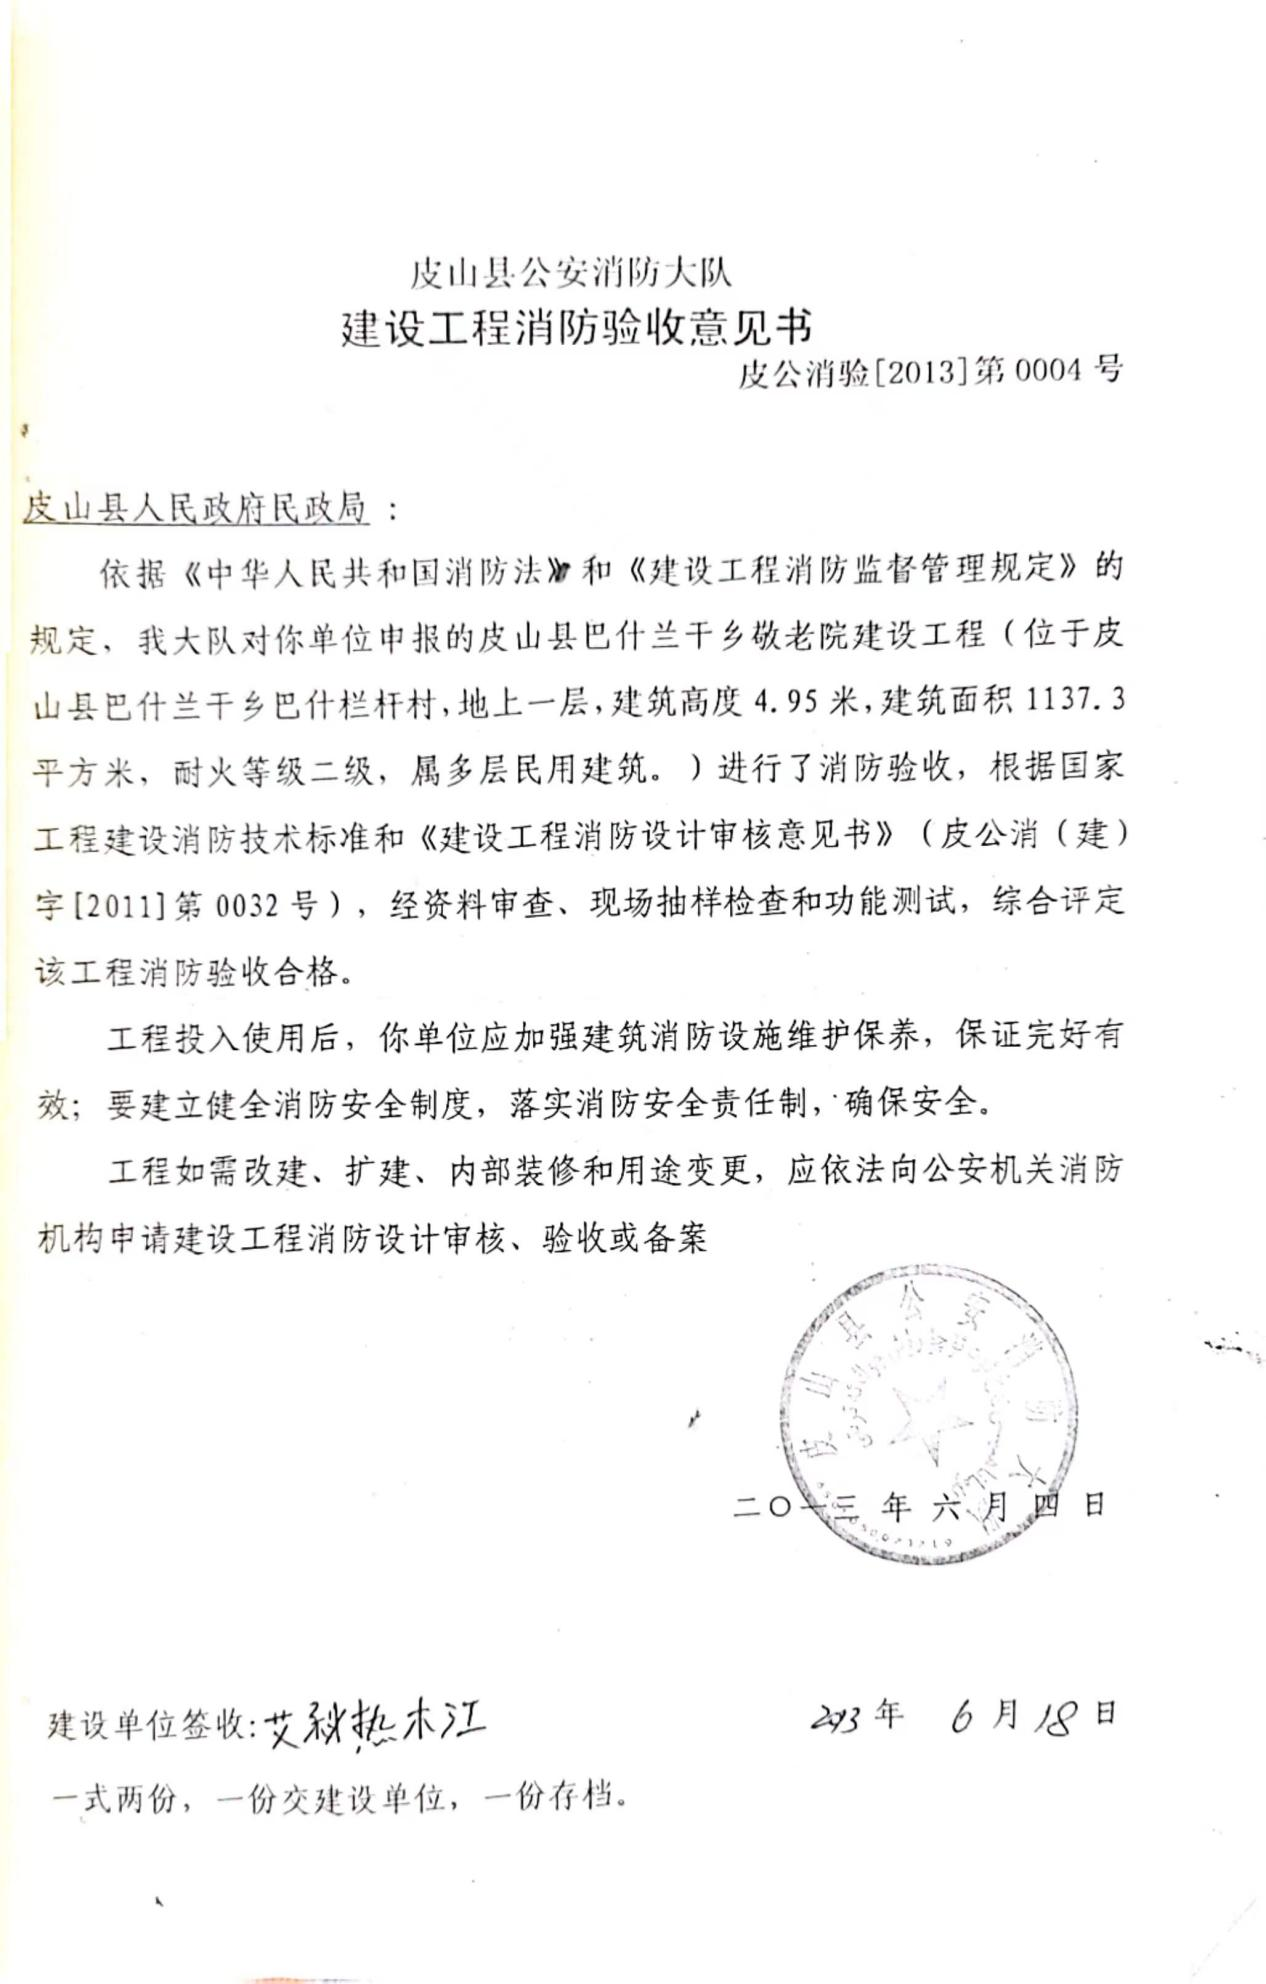 皮山县公安消防大队
建设工程消防验收意见书
皮公消验[2013]第 0004 号
皮山县人民政府民政局 ：
依据《中华人民共和国消防法》和《建设工程消防监督管理规定》的
规定，我大队对你单位申报的皮山县巴什兰干乡敬老院建设工程（位于皮
山县巴什兰干乡巴什栏杆村,地上一层,建筑高度 4.95 米,建筑面积 1137.3
平方米，耐火等级二级，属多层民用建筑。）进行了消防验收，根据国家
工程建设消防技术标准和《建设工程消防设计审核意见书》（皮公消（建）
字[2011]第 0032 号），经资料审查、现场抽样检查和功能测试，综合评定
该工程消防验收合格。
工程投入使用后，你单位应加强建筑消防设施维护保养，保证完好有
效；要建立健全消防安全制度，落实消防安全责任制，确保安全。
工程如需改建、扩建、内部装修和用途变更，应依法向公安机关消防
机构申请建设工程消防设计审核、验收或备案
皮山县公安消防大队
二〇一三 年 六 月 四 日
建设单位签收:艾 热木江 2013 年 6 月 18 日
一式两份，一份交建设单位，一份存档。